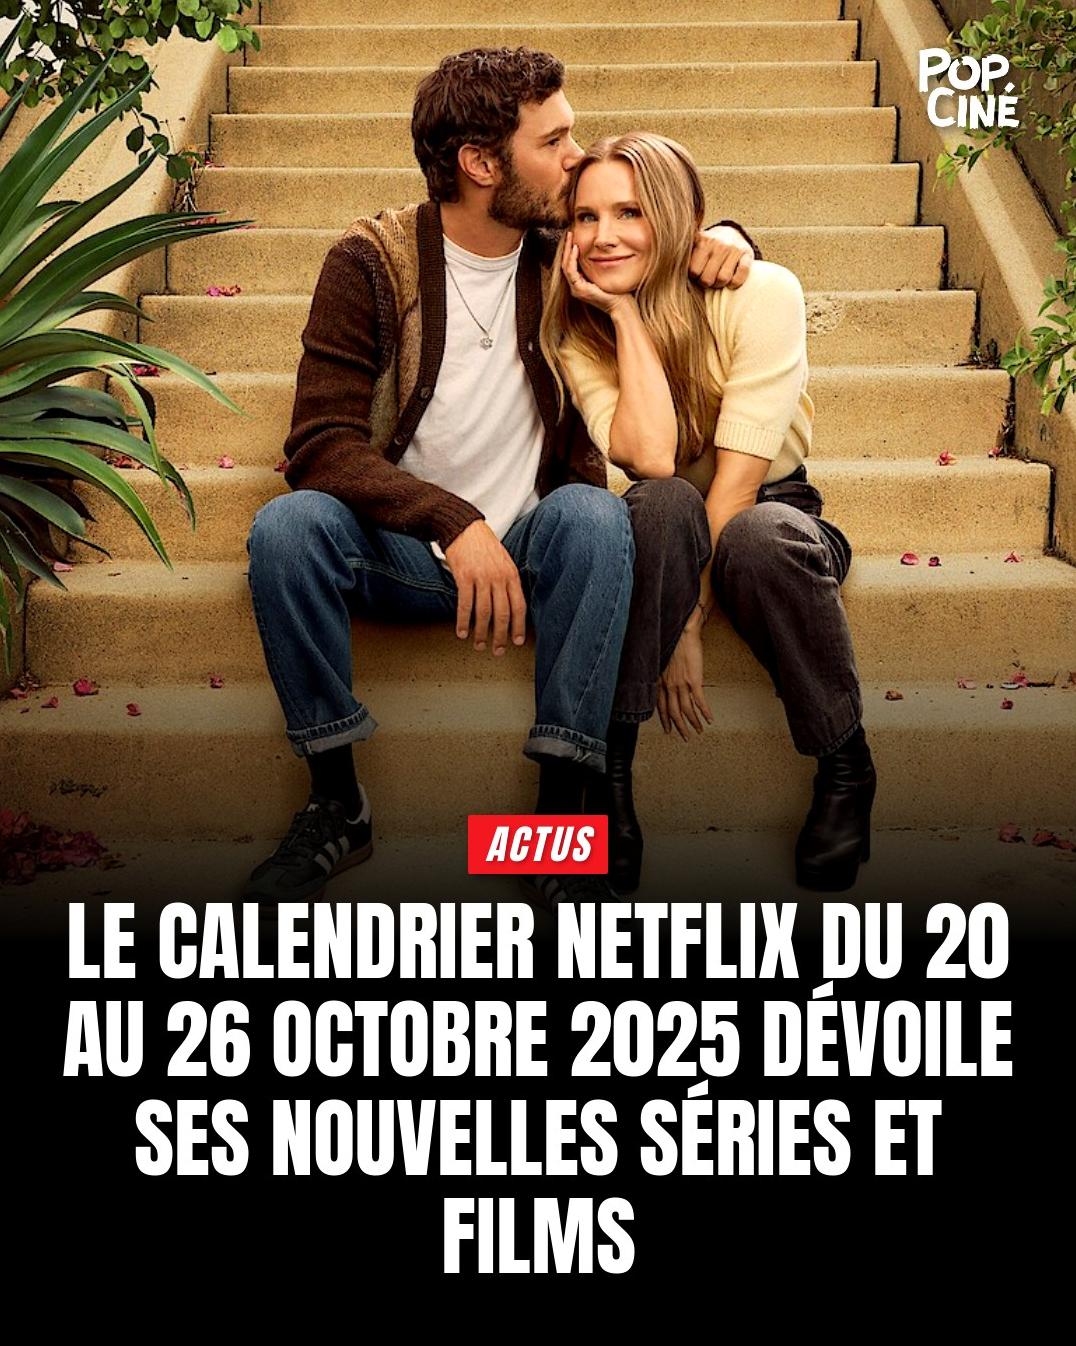 POP
CINÉ
ACTUS
LE CALENDRIER NETFLIX DU 20
AU 26 OCTOBRE 2025 DÉVOILE
SES NOUVELLES SÉRIES ET
FILMS